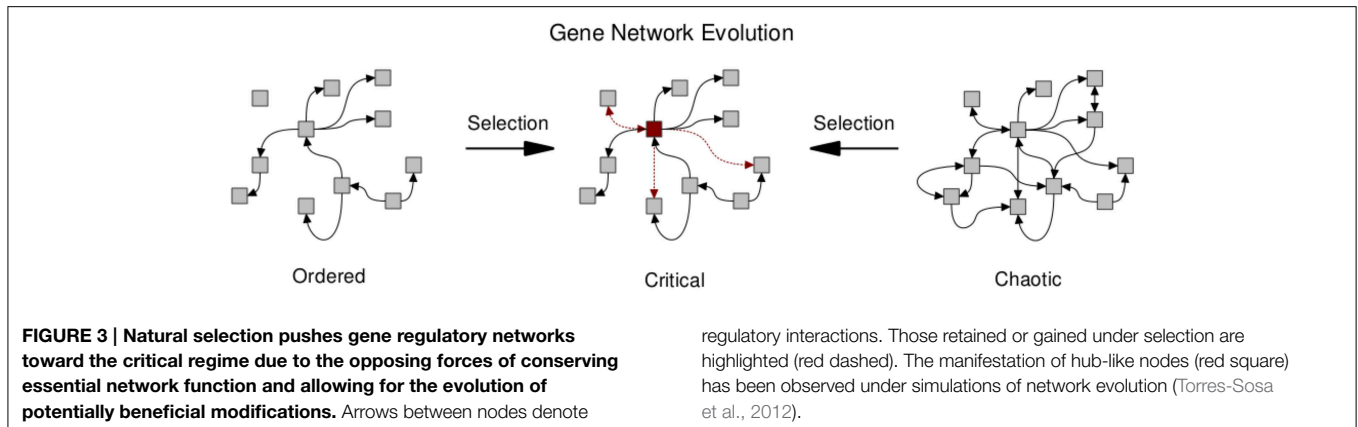 Gene Network Evolution
Selection
Selection
Ordered
Critical
Chaotic
FIGURE 3 | Natural selection pushes gene regulatory networks
toward the critical regime due to the opposing forces of conserving
essential network function and allowing for the evolution of
potentially beneficial modifications. Arrows between nodes denote
regulatory interactions. Those retained or gained under selection are
highlighted (red dashed). The manifestation of hub-like nodes (red square)
has been observed under simulations of network evolution (Torres-Sosa
et al., 2012).